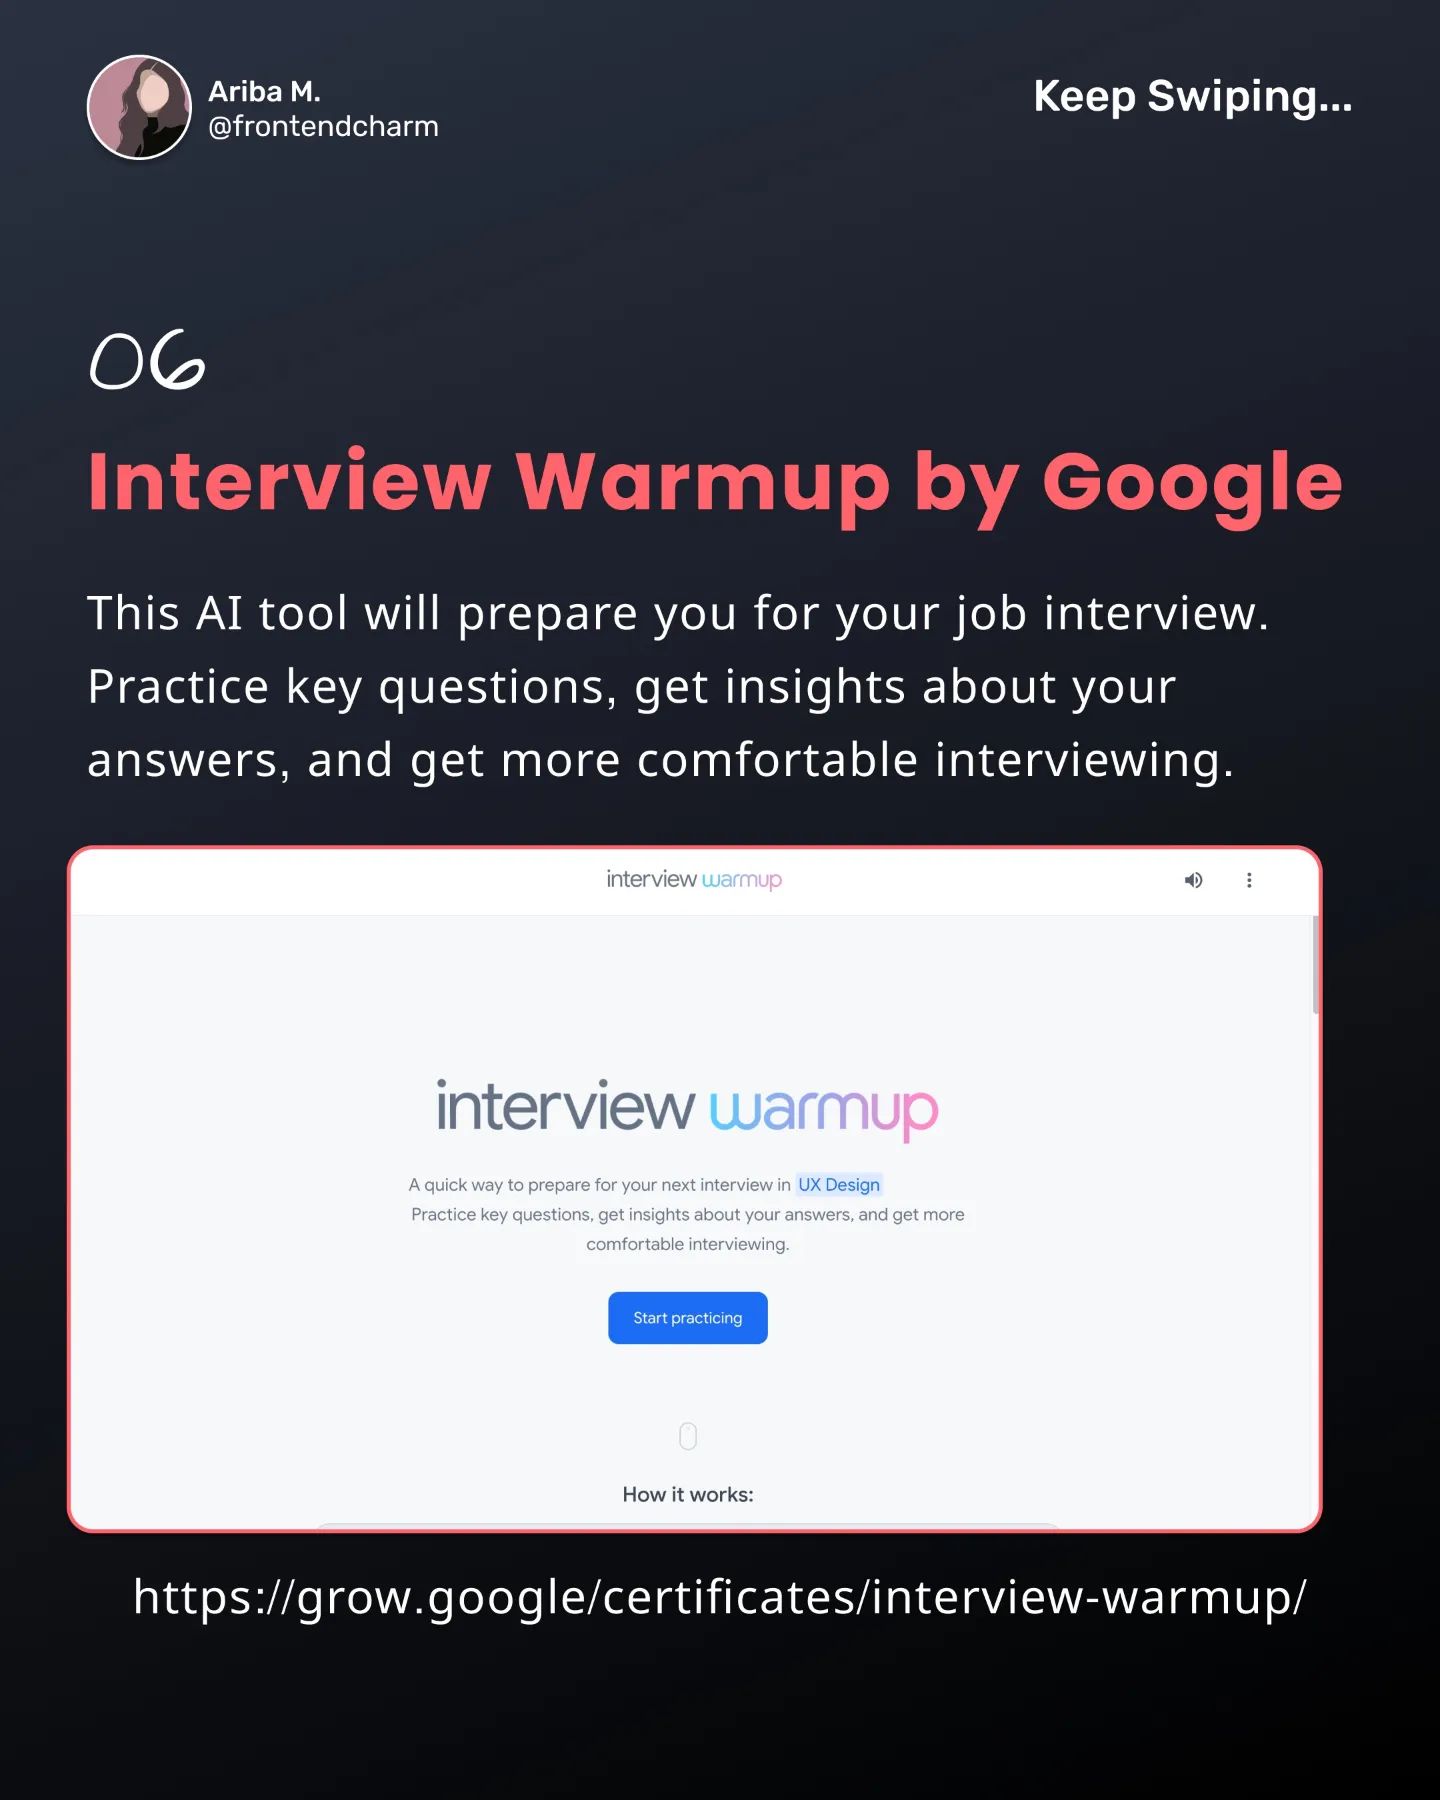 Ariba M.
@frontendcharm
Keep Swiping...
06
Interview Warmup by Google
This AI tool will prepare you for your job interview.
Practice key questions, get insights about your
answers, and get more comfortable interviewing.
interview warmup
interview warmup
A quick way to prepare for your next interview in UX Design
Practice key questions, get insights about your answers, and get more
comfortable interviewing.
Start practicing
How it works:
https://grow.google/certificates/interview-warmup/